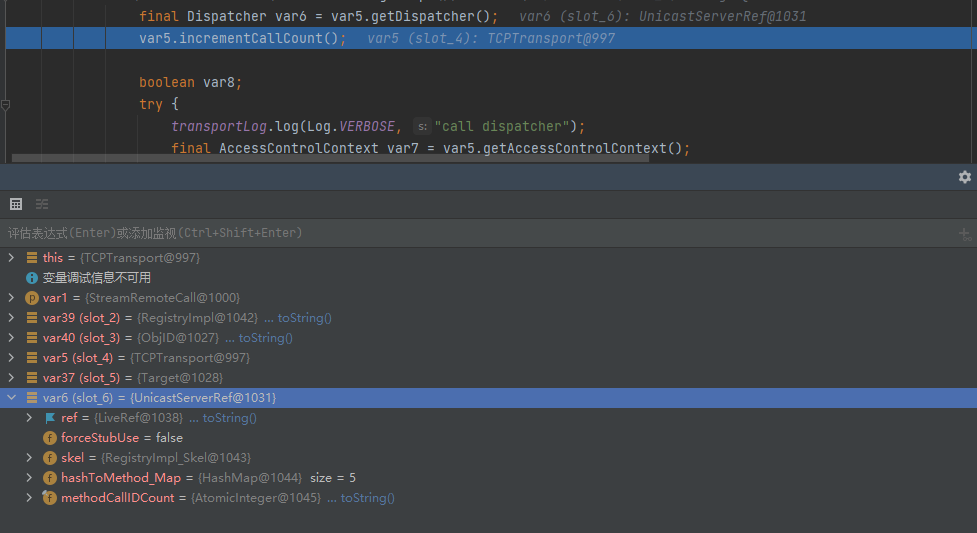 final Dispatcher var6 = var5.getDispatcher();   var6 (slot_6): UnicastServerRef@1031
var5.incrementCallCount();   var5 (slot_4): TCPTransport@997
boolean var8;
try {
transportLog.log(Log.VERBOSE, s: "call dispatcher");
final AccessControlContext var7 = var5.getAccessControlContext();
评估表达式(Enter)或添加监视(Ctrl+Shift+Enter)
this = {TCPTransport@997}
变量调试信息不可用
var1 = {StreamRemoteCall@1000}
var39 (slot_2) = {RegistryImpl@1042} ... toString()
var40 (slot_3) = {ObjID@1027} ... toString()
var5 (slot_4) = {TCPTransport@997}
var37 (slot_5) = {Target@1028}
var6 (slot_6) = {UnicastServerRef@1031}
ref = {LiveRef@1038} ... toString()
forceStubUse = false
skel = {RegistryImpl_Skel@1043}
hashToMethod_Map = {HashMap@1044} size = 5
methodCallIDCount = {AtomicInteger@1045} ... toString()